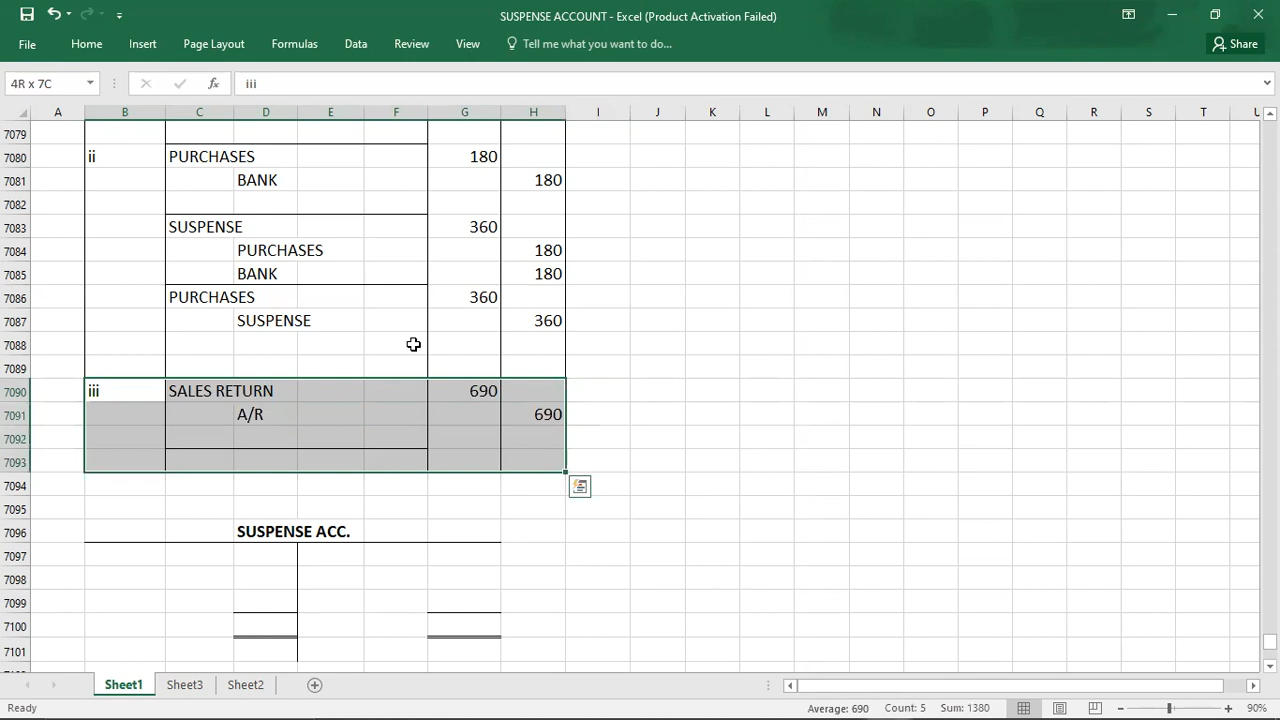 SUSPENSE ACCOUNT - Excel (Product Activation Failed)
File Home Insert Page Layout Formulas Data Review View Tell me what you want to do... Share
4R x 7C iii
A B C D E F G H I J K L M N O P Q R S T U
7079
7080 ii PURCHASES 180
7081 BANK 180
7082
7083 SUSPENSE 360
7084 PURCHASES 180
7085 BANK 180
7086 PURCHASES 360
7087 SUSPENSE 360
7088
7089
7090 iii SALES RETURN 690
7091 A/R 690
7092
7093
7094
7095
7096 SUSPENSE ACC.
7097
7098
7099
7100
7101
Sheet1 Sheet3 Sheet2
Ready Average: 690 Count: 5 Sum: 1380 90%